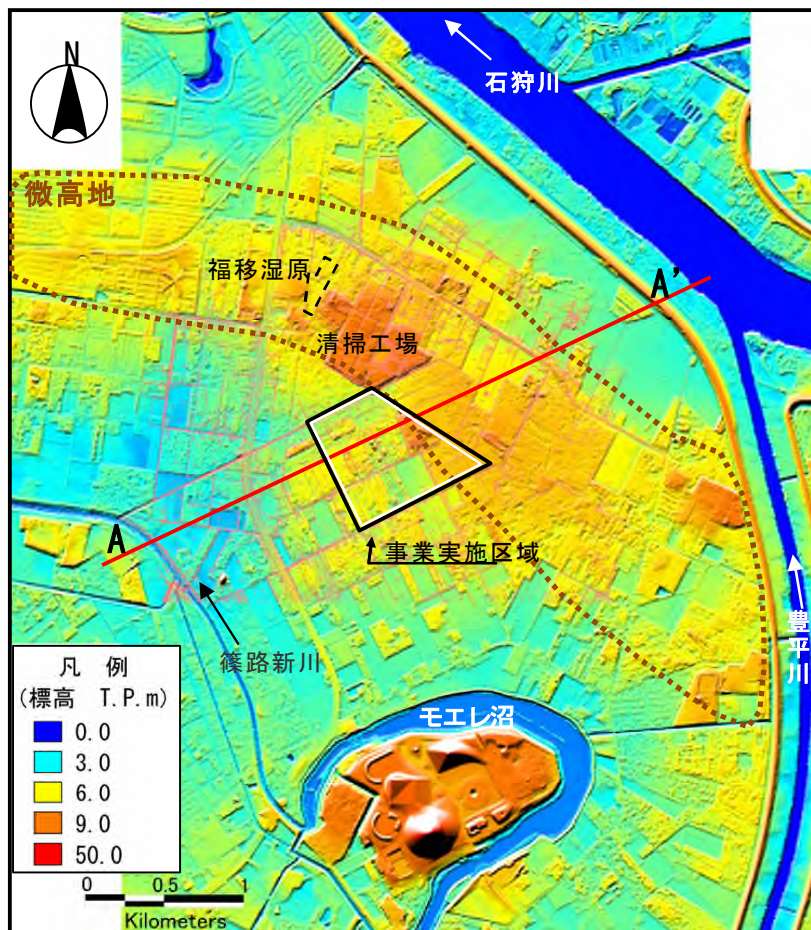 N
石狩川
微高地
福移湿原
A'
清掃工場
A
事業実施区域
篠路新川
豊平川
モエレ沼
凡 例
(標高 T.P.m)
0.0
3.0
6.0
9.0
50.0
0 0.5 1
Kilometers